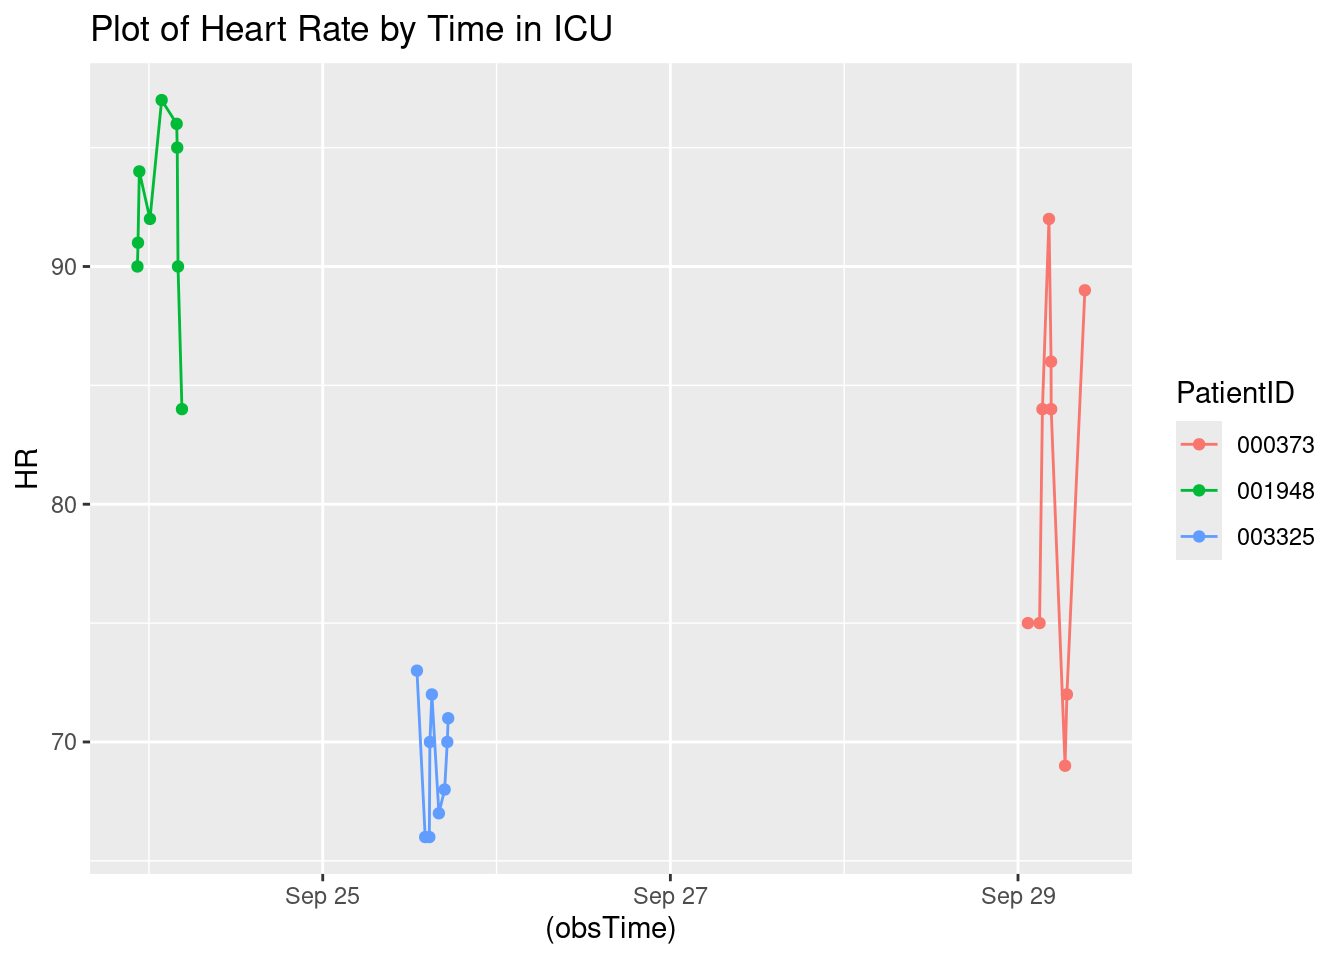 Plot of Heart Rate by Time in ICU
HR
90
80
70
Sep 25
Sep 27
Sep 29
(obsTime)
PatientID
000373
001948
003325